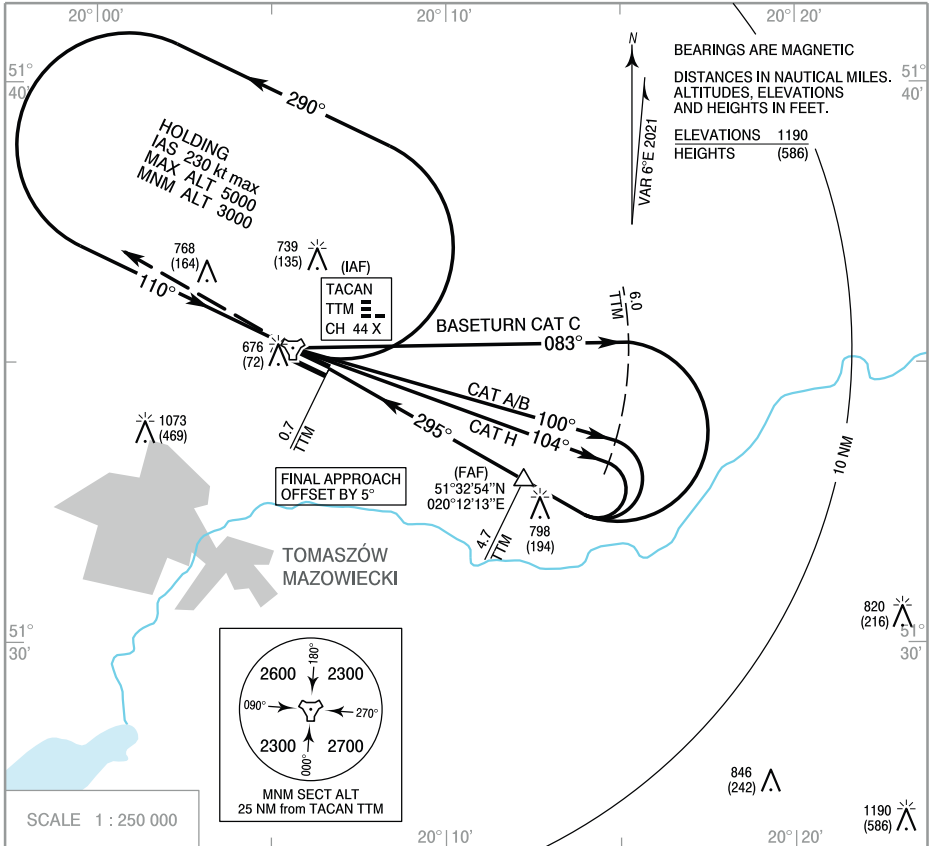 20° 00'
20° 10'
20° 20'
51°
40'
51°
40'
N
VAR 6°E 2021
BEARINGS ARE MAGNETIC
DISTANCES IN NAUTICAL MILES.
ALTITUDES, ELEVATIONS
AND HEIGHTS IN FEET.
ELEVATIONS 1190
HEIGHTS (586)
290°
HOLDING
IAS 230 kt max
MAX ALT 5000
MNM ALT 3000
768
(164)
739
(135)
(IAF)
110°
TACAN
TTM
CH 44 X
676
(72)
6.0
TTM
BASETURN CAT C
083°
CAT A/B
100°
CAT H
104°
295°
0.7
TTM
1073
(469)
10 NM
FINAL APPROACH
OFFSET BY 5°
(FAF)
51°32'54"N
020°12'13"E
4.7
TTM
798
(194)
TOMASZÓW
MAZOWIECKI
820
(216)
51°
30'
51°
30'
2600
180°
2300
090°
270°
2300
000°
2700
MNM SECT ALT
25 NM from TACAN TTM
846
(242)
1190
(586)
SCALE 1 : 250 000
20° 10'
20° 20'